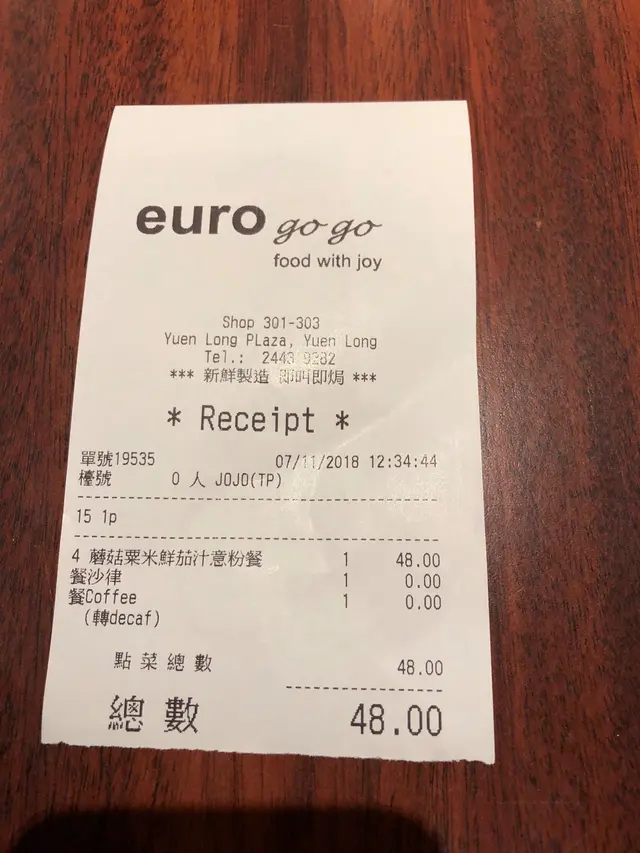 euro go go
food with joy
Shop 301-303
Yuen Long PLaza, Yuen Long
Tel.: 2443 9282
*** 新鮮製造 即叫即焗 ***
* Receipt *
單號19535 07/11/2018 12:34:44
檯號 0 人 JOJO(TP)
15 1p
4 蘑菇粟米鮮茄汁意粉餐 1 48.00
餐沙律 1 0.00
餐Coffee 1 0.00
(轉decaf)
點菜總數 48.00
總數 48.00